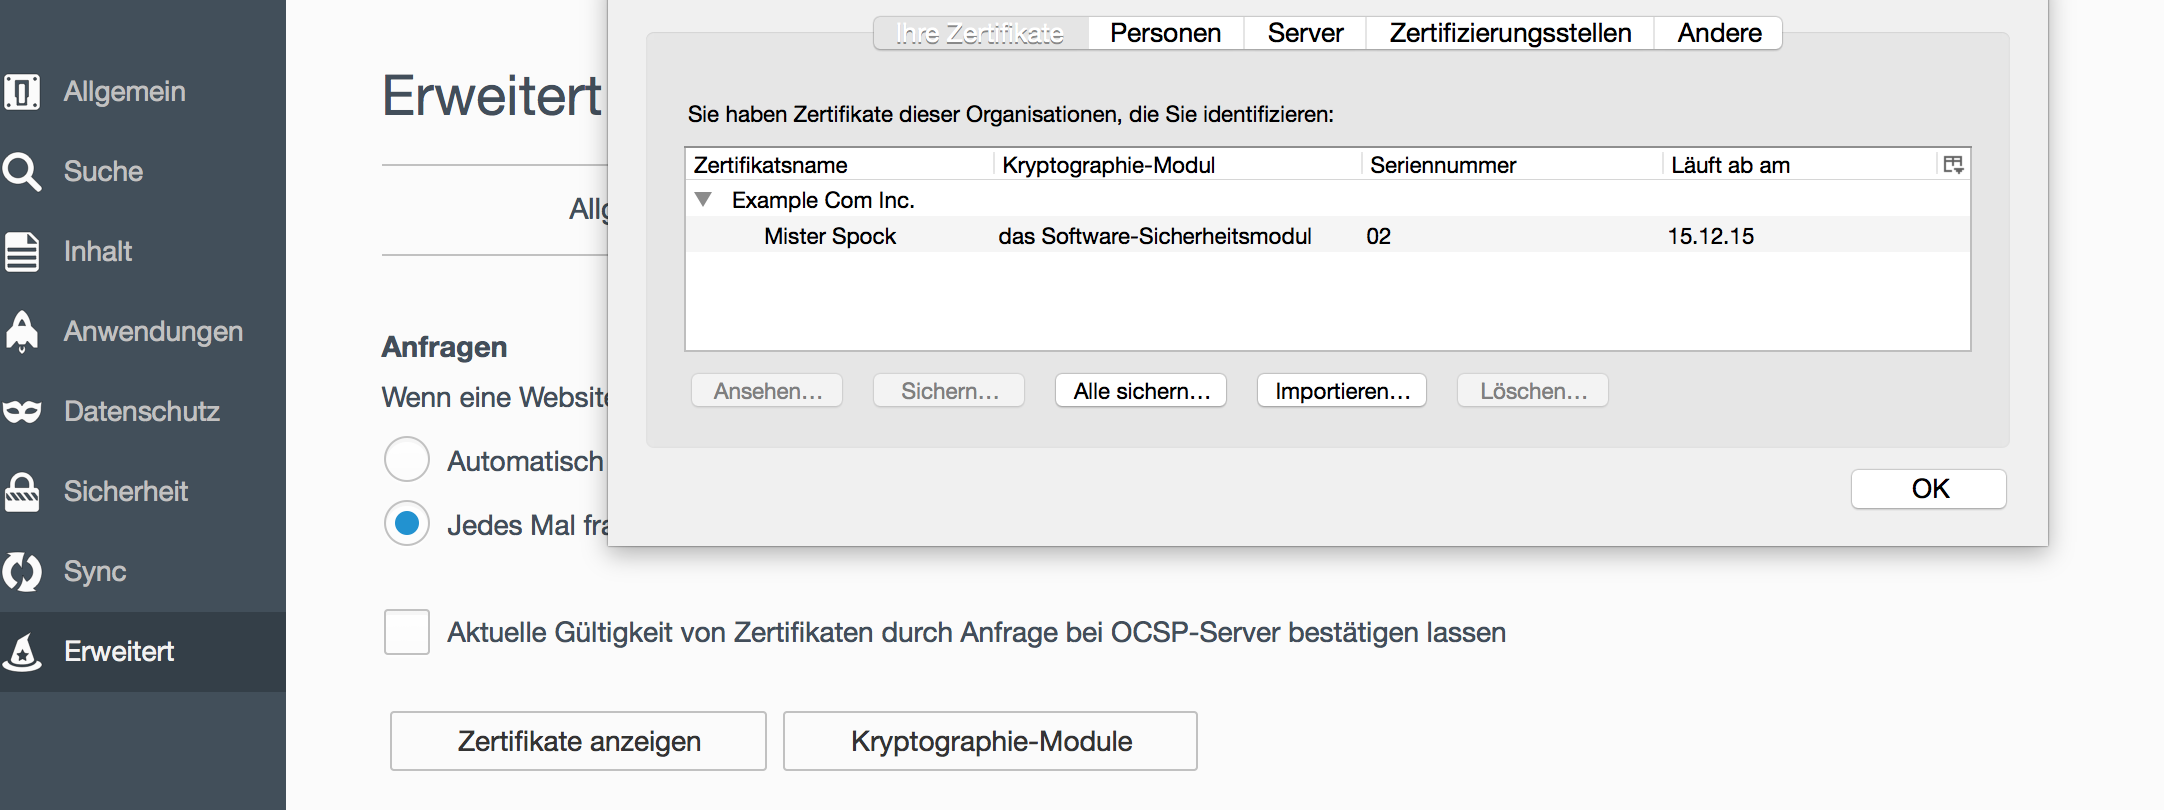 Allgemein
Suche
Inhalt
Anwendungen
Datenschutz
Sicherheit
Sync
Erweitert
Erweitert
Allg
Anfragen
Wenn eine Website
Automatisch
Jedes Mal fra
Aktuelle Gültigkeit von Zertifikaten durch Anfrage bei OCSP-Server bestätigen lassen
Zertifikate anzeigen Kryptographie-Module
Ihre Zertifikate Personen Server Zertifizierungsstellen Andere
Sie haben Zertifikate dieser Organisationen, die Sie identifizieren:
Zertifikatsname Kryptographie-Modul Seriennummer Läuft ab am
Example Com Inc.
Mister Spock das Software-Sicherheitsmodul 02 15.12.15
Ansehen... Sichern... Alle sichern... Importieren... Löschen...
OK